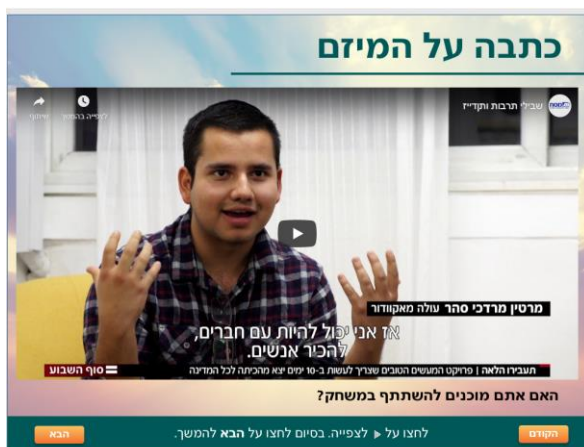 כתבה על המיזם
שבילי תרבות ותקדייז
לצפייה בהמשך
שיתוף
מרטין מרדכי סהר עולה מאקוודור
אז אני יכול להיות עם חברים,
להכיר אנשים.
תעבירו הלאה | פרויקט המעשים הטובים שצריך לעשות ב-10 ימים יצא מהכיתה לכל המדינה
סוף השבוע
האם אתם מוכנים להשתתף במשחק?
הקודם
לחצו על ▶ לצפייה. בסיום לחצו על הבא להמשך.
הבא